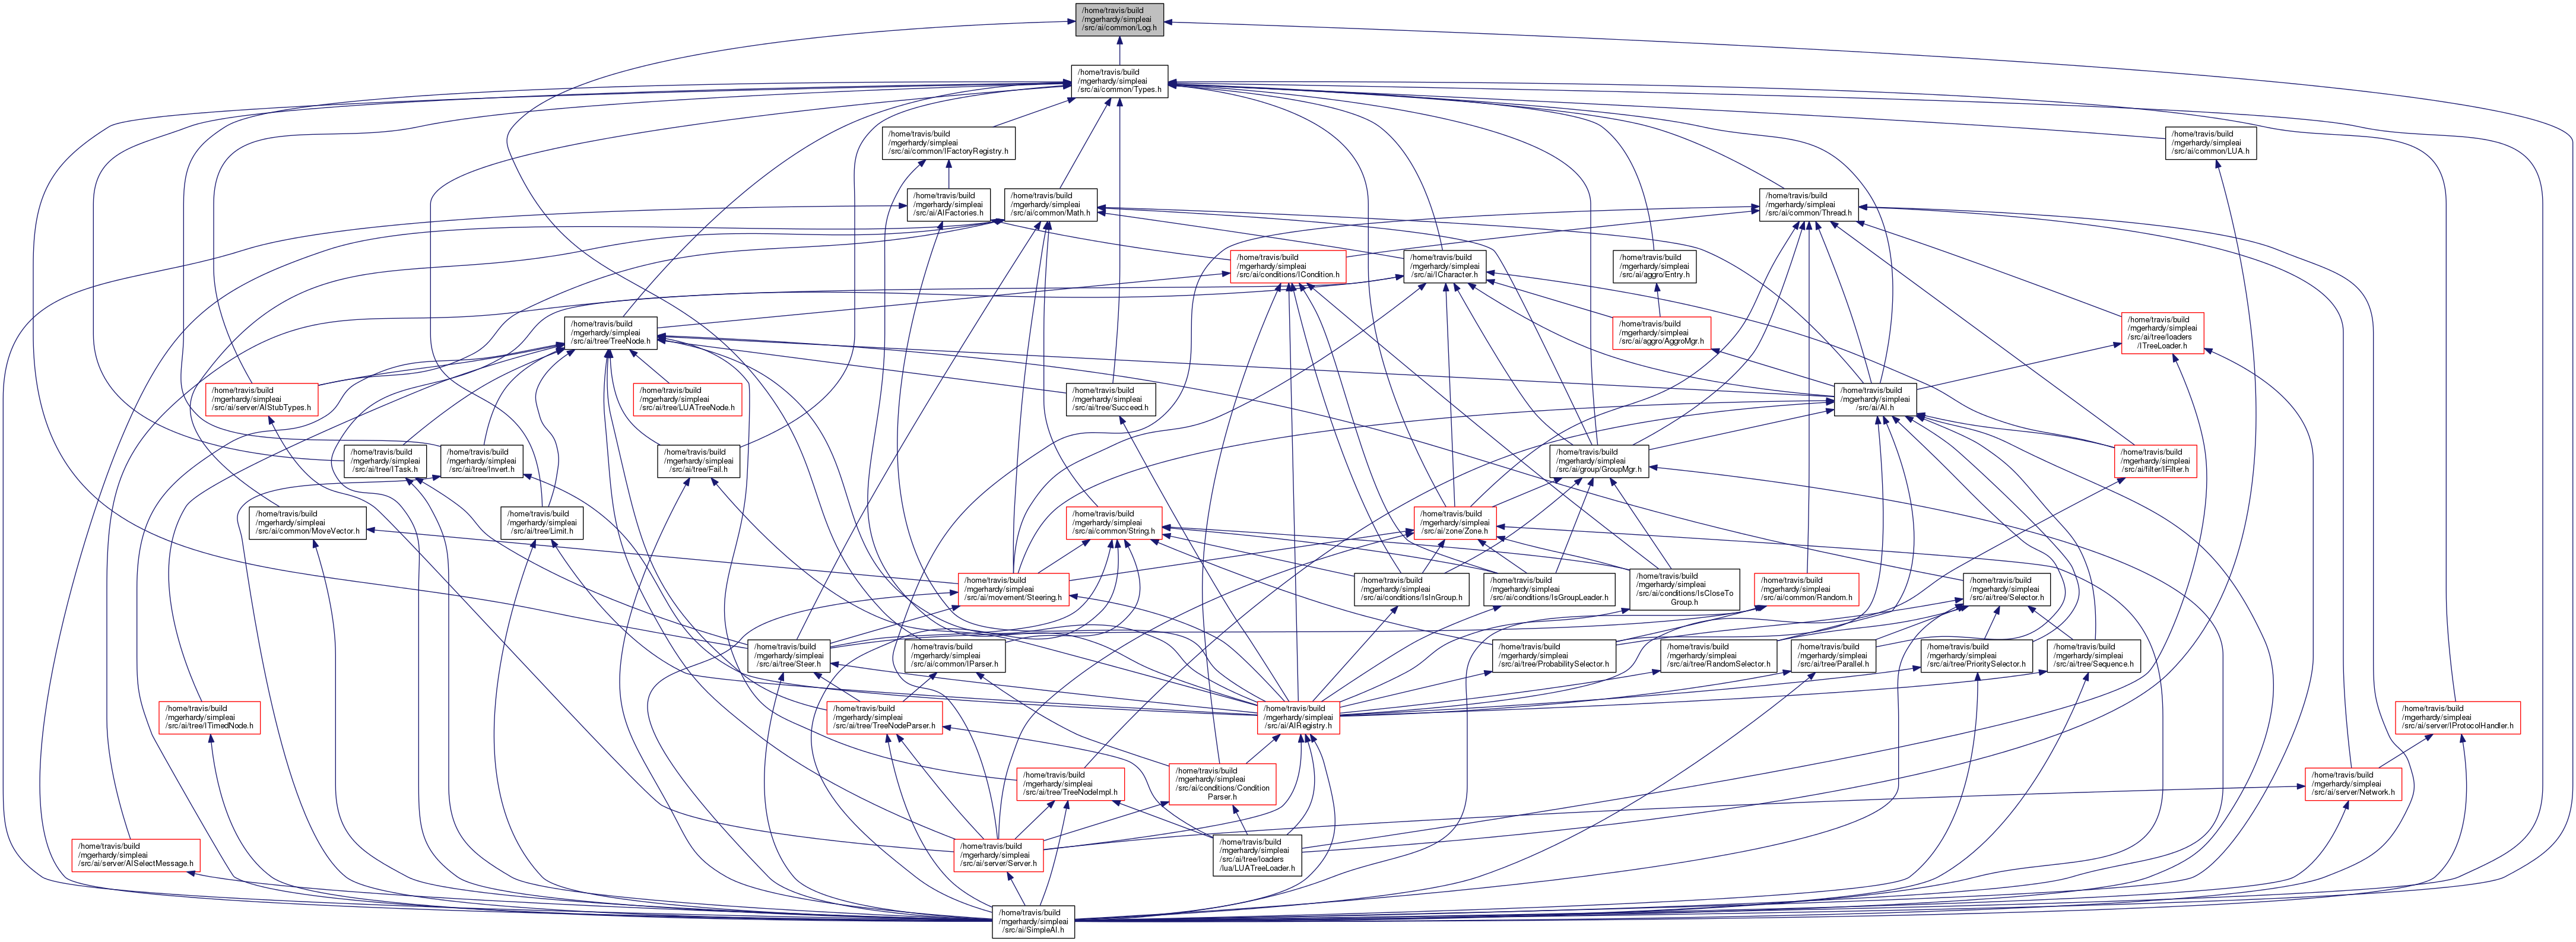 /home/travis/build
/mgerhardy/simpleai
/src/ai/common/Log.h
/home/travis/build
/mgerhardy/simpleai
/src/ai/common/Types.h
/home/travis/build
/mgerhardy/simpleai
/src/ai/common/IFactoryRegistry.h
/home/travis/build
/mgerhardy/simpleai
/src/ai/common/LUA.h
/home/travis/build
/mgerhardy/simpleai
/src/ai/AIFactories.h
/home/travis/build
/mgerhardy/simpleai
/src/ai/common/Math.h
/home/travis/build
/mgerhardy/simpleai
/src/ai/common/Thread.h
/home/travis/build
/mgerhardy/simpleai
/src/ai/conditions/ICondition.h
/home/travis/build
/mgerhardy/simpleai
/src/ai/ICharacter.h
/home/travis/build
/mgerhardy/simpleai
/src/ai/aggro/Entry.h
/home/travis/build
/mgerhardy/simpleai
/src/ai/tree/TreeNode.h
/home/travis/build
/mgerhardy/simpleai
/src/ai/aggro/AggroMgr.h
/home/travis/build
/mgerhardy/simpleai
/src/ai/tree/loaders
/ITreeLoader.h
/home/travis/build
/mgerhardy/simpleai
/src/ai/server/AIStubTypes.h
/home/travis/build
/mgerhardy/simpleai
/src/ai/tree/LUATreeNode.h
/home/travis/build
/mgerhardy/simpleai
/src/ai/tree/Succeed.h
/home/travis/build
/mgerhardy/simpleai
/src/ai/AI.h
/home/travis/build
/mgerhardy/simpleai
/src/ai/tree/ITask.h
/home/travis/build
/mgerhardy/simpleai
/src/ai/tree/Invert.h
/home/travis/build
/mgerhardy/simpleai
/src/ai/tree/Fail.h
/home/travis/build
/mgerhardy/simpleai
/src/ai/group/GroupMgr.h
/home/travis/build
/mgerhardy/simpleai
/src/ai/filter/IFilter.h
/home/travis/build
/mgerhardy/simpleai
/src/ai/common/MoveVector.h
/home/travis/build
/mgerhardy/simpleai
/src/ai/tree/Limit.h
/home/travis/build
/mgerhardy/simpleai
/src/ai/common/String.h
/home/travis/build
/mgerhardy/simpleai
/src/ai/zone/Zone.h
/home/travis/build
/mgerhardy/simpleai
/src/ai/movement/Steering.h
/home/travis/build
/mgerhardy/simpleai
/src/ai/conditions/IsInGroup.h
/home/travis/build
/mgerhardy/simpleai
/src/ai/conditions/IsGroupLeader.h
/home/travis/build
/mgerhardy/simpleai
/src/ai/conditions/IsCloseTo
Group.h
/home/travis/build
/mgerhardy/simpleai
/src/ai/common/Random.h
/home/travis/build
/mgerhardy/simpleai
/src/ai/tree/Selector.h
/home/travis/build
/mgerhardy/simpleai
/src/ai/tree/Steer.h
/home/travis/build
/mgerhardy/simpleai
/src/ai/common/IParser.h
/home/travis/build
/mgerhardy/simpleai
/src/ai/tree/ProbabilitySelector.h
/home/travis/build
/mgerhardy/simpleai
/src/ai/tree/RandomSelector.h
/home/travis/build
/mgerhardy/simpleai
/src/ai/tree/Parallel.h
/home/travis/build
/mgerhardy/simpleai
/src/ai/tree/PrioritySelector.h
/home/travis/build
/mgerhardy/simpleai
/src/ai/tree/Sequence.h
/home/travis/build
/mgerhardy/simpleai
/src/ai/tree/ITimedNode.h
/home/travis/build
/mgerhardy/simpleai
/src/ai/tree/TreeNodeParser.h
/home/travis/build
/mgerhardy/simpleai
/src/ai/AIRegistry.h
/home/travis/build
/mgerhardy/simpleai
/src/ai/server/IProtocolHandler.h
/home/travis/build
/mgerhardy/simpleai
/src/ai/tree/TreeNodeImpl.h
/home/travis/build
/mgerhardy/simpleai
/src/ai/conditions/Condition
Parser.h
/home/travis/build
/mgerhardy/simpleai
/src/ai/server/Network.h
/home/travis/build
/mgerhardy/simpleai
/src/ai/server/AISelectMessage.h
/home/travis/build
/mgerhardy/simpleai
/src/ai/server/Server.h
/home/travis/build
/mgerhardy/simpleai
/src/ai/tree/loaders
/lua/LUATreeLoader.h
/home/travis/build
/mgerhardy/simpleai
/src/ai/SimpleAI.h